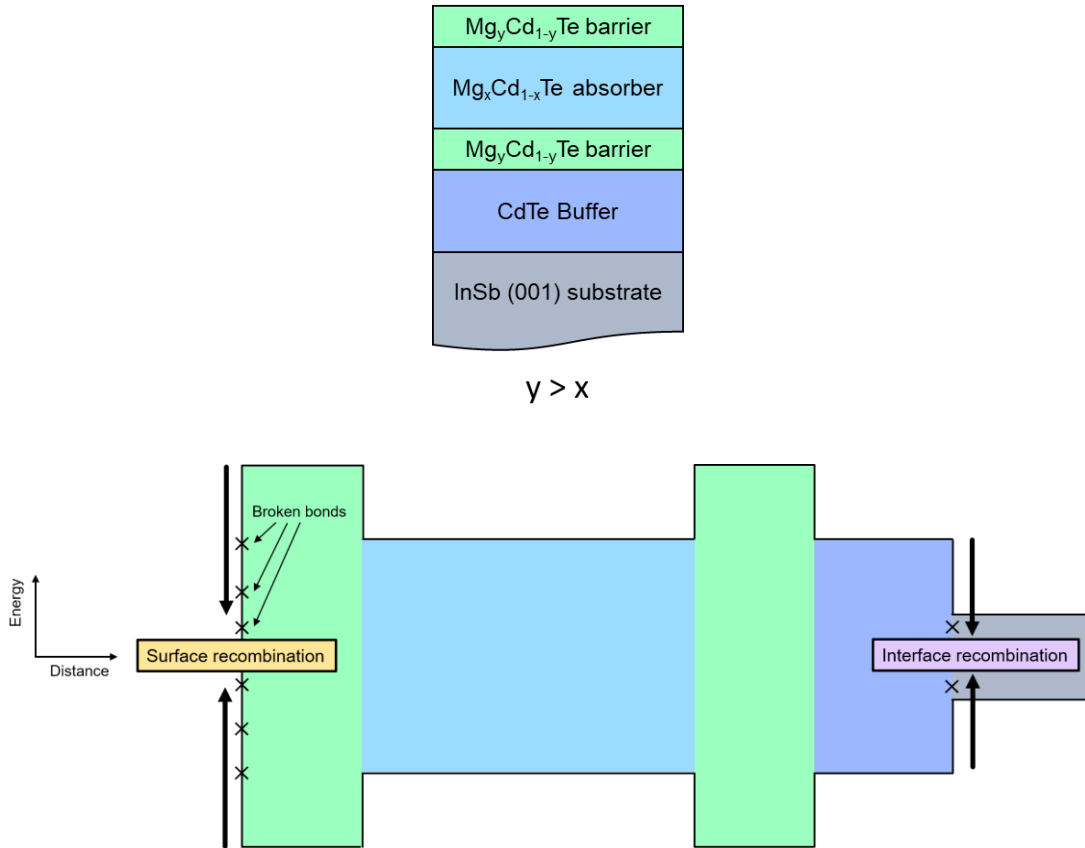 MgyCd1-yTe barrier
MgxCd1-xTe absorber
MgyCd1-yTe barrier
CdTe Buffer
InSb (001) substrate
y > x
Broken bonds
Energy
Distance
Surface recombination
Interface recombination